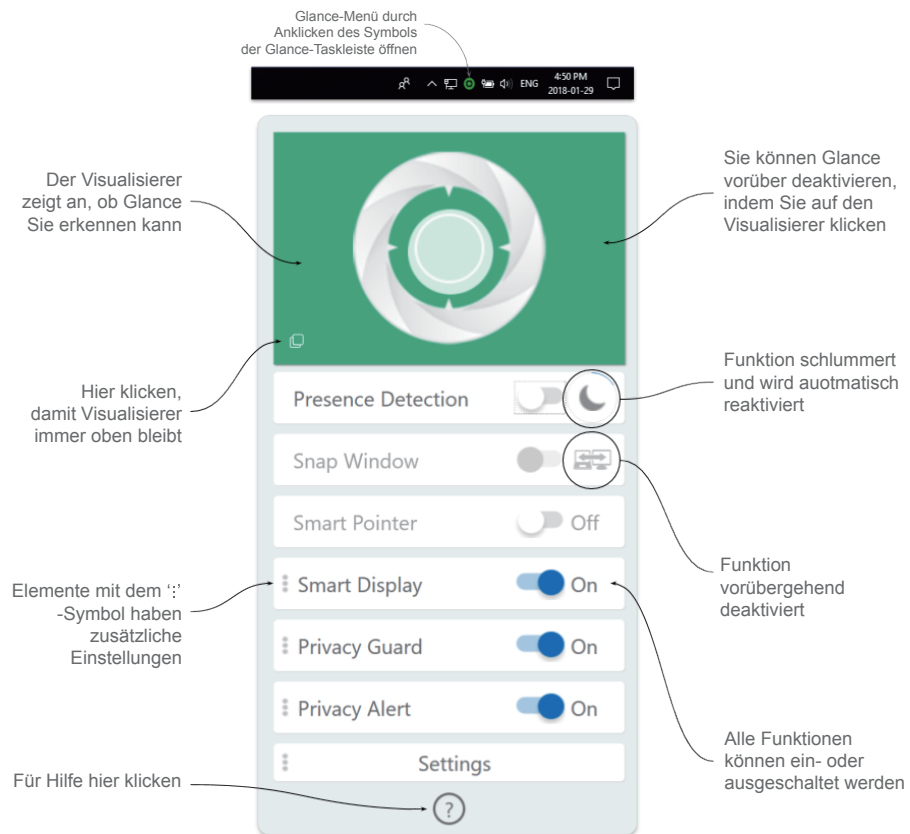 Glance-Menü durch
Anklicken des Symbols
der Glance-Taskleiste öffnen
ENG
4:50 PM
2018-01-29
Der Visualisierer
zeigt an, ob Glance
Sie erkennen kann
Sie können Glance
vorüber deaktivieren,
indem Sie auf den
Visualisierer klicken
Hier klicken,
damit Visualisierer
immer oben bleibt
Funktion schlummert
und wird auotmatisch
reaktiviert
Presence Detection
Snap Window
Smart Pointer Off
Funktion
vorübergehend
deaktiviert
Elemente mit dem ‘⋮’
-Symbol haben
zusätzliche
Einstellungen
Smart Display On
Privacy Guard On
Privacy Alert On
Alle Funktionen
können ein- oder
ausgeschaltet werden
Settings
Für Hilfe hier klicken
?